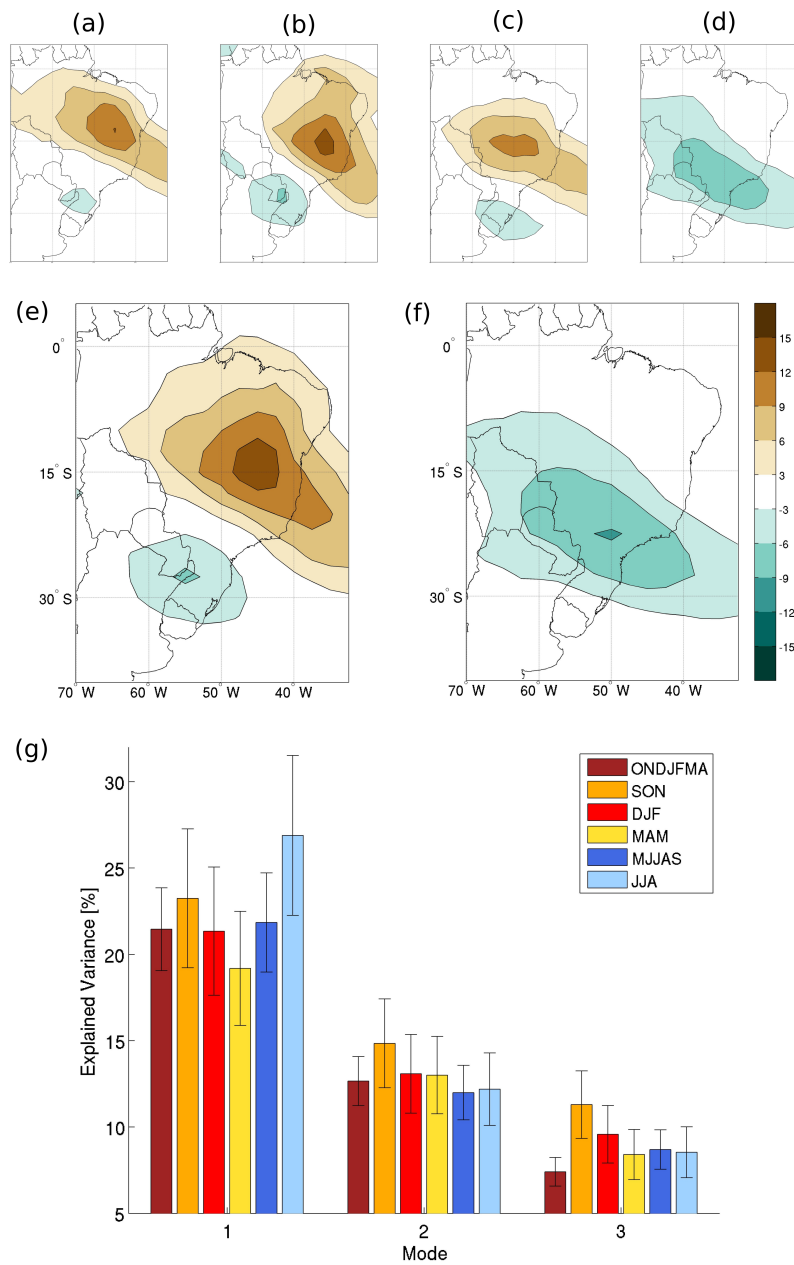 (a) (b) (c) (d)
(e) (f)
0° 0°
15° S 15° S
30° S 30° S
70° W 60° W 50° W 40° W 70° W 60° W 50° W 40° W
15
12
9
6
3
-3
-6
-9
-12
-15
(g)
Explained Variance [%]
30
25
20
15
10
5
1 2 3
Mode
ONDJFMA
SON
DJF
MAM
MJJAS
JJA